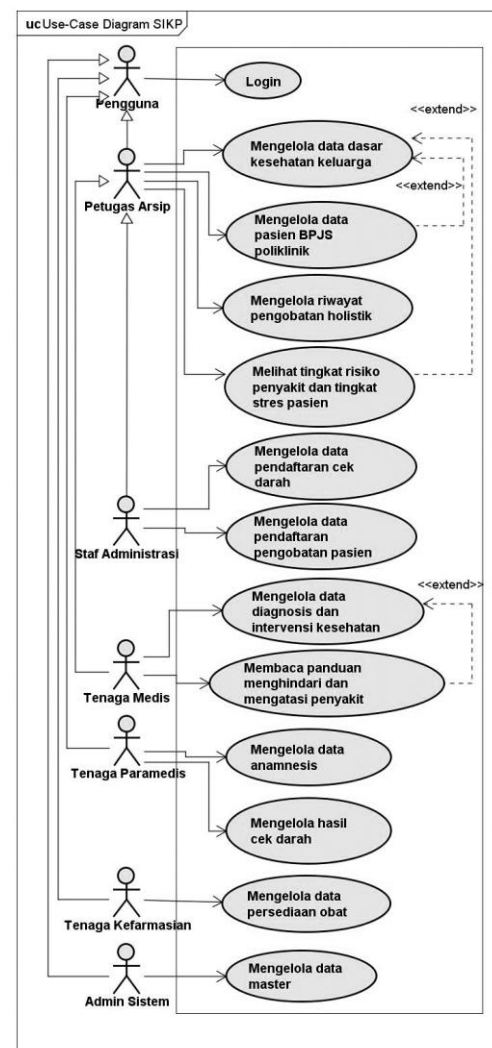 uc Use-Case Diagram SIKP
Pengguna
Login
<<extend>>
Mengelola data dasar
kesehatan keluarga
<<extend>>
Petugas Arsip
Mengelola data
pasien BPJS
poliklinik
Mengelola riwayat
pengobatan holistik
Melihat tingkat risiko
penyakit dan tingkat
stres pasien
Mengelola data
pendaftaran cek
darah
Staf Administrasi
Mengelola data
pendaftaran
pengobatan pasien
<<extend>>
Mengelola data
diagnosis dan
intervensi kesehatan
Tenaga Medis
Membaca panduan
menghindari dan
mengatasi penyakit
Tenaga Paramedis
Mengelola data
anamnesis
Mengelola hasil
cek darah
Tenaga Kefarmasian
Mengelola data
persediaan obat
Admin Sistem
Mengelola data
master